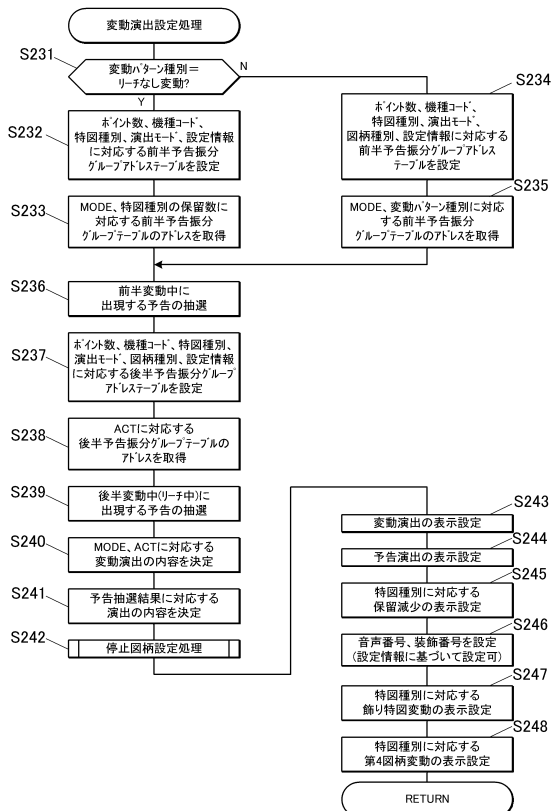 変動演出設定処理
S231
変動パターン種別＝
リーチなし変動?
N
Y
S232
ポイント数、機種コード、
特図種別、演出モード、設定情報
に対応する前半予告振分
グループアドレステーブルを設定
S233
MODE、特図種別の保留数に
対応する前半予告振分
グループテーブルのアドレスを取得
S234
ポイント数、機種コード、
特図種別、演出モード、
図柄種別、設定情報に対応する
前半予告振分グループアドレス
テーブルを設定
S235
MODE、変動パターン種別に対応
する前半予告振分
グループテーブルのアドレスを取得
S236
前半変動中に
出現する予告の抽選
S237
ポイント数、機種コード、特図種別、
演出モード、図柄種別、設定情報
に対応する後半予告振分グループ
アドレステーブルを設定
S238
ACTに対応する
後半予告振分グループテーブルの
アドレスを取得
S239
後半変動中(リーチ中)に
出現する予告の抽選
S240
MODE、ACTに対応する
変動演出の内容を決定
S241
予告抽選結果に対応する
演出の内容を決定
S242
停止図柄設定処理
S243
変動演出の表示設定
S244
予告演出の表示設定
S245
特図種別に対応する
保留減少の表示設定
S246
音声番号、装飾番号を設定
(設定情報に基づいて設定可)
S247
特図種別に対応する
飾り特図変動の表示設定
S248
特図種別に対応する
第4図柄変動の表示設定
RETURN